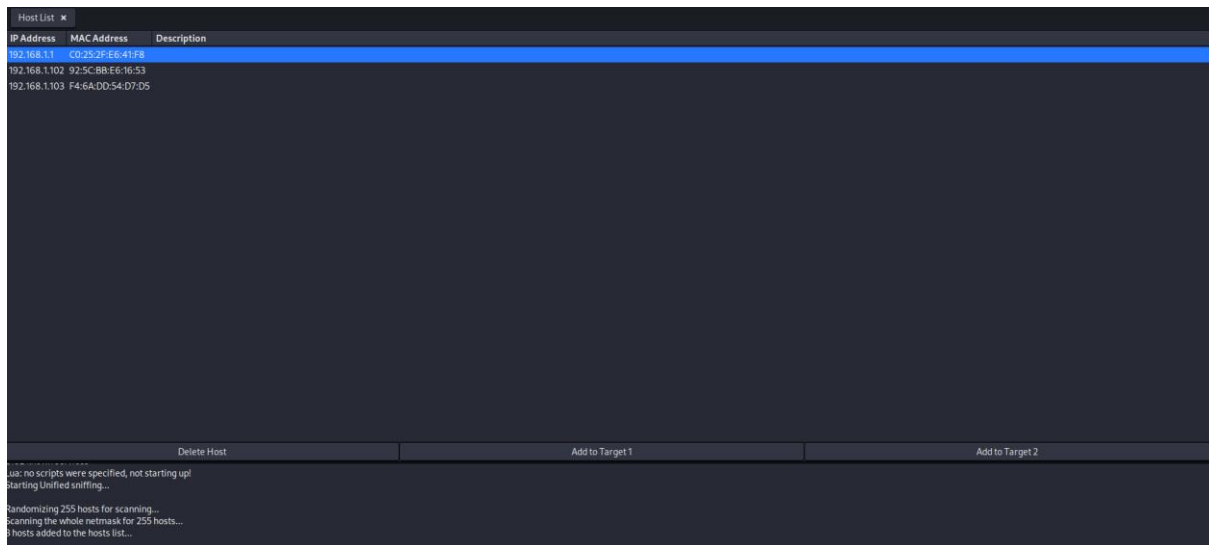 Host List ×
IP Address MAC Address Description
192.168.1.1 C0:25:2F:E6:41:F8
192.168.1.102 92:5C:BB:E6:16:53
192.168.1.103 F4:6A:DD:54:D7:D5
Delete Host Add to Target 1 Add to Target 2
Lua: no scripts were specified, not starting up!
Starting Unified sniffing...
Randomizing 255 hosts for scanning...
Scanning the whole netmask for 255 hosts...
3 hosts added to the hosts list...